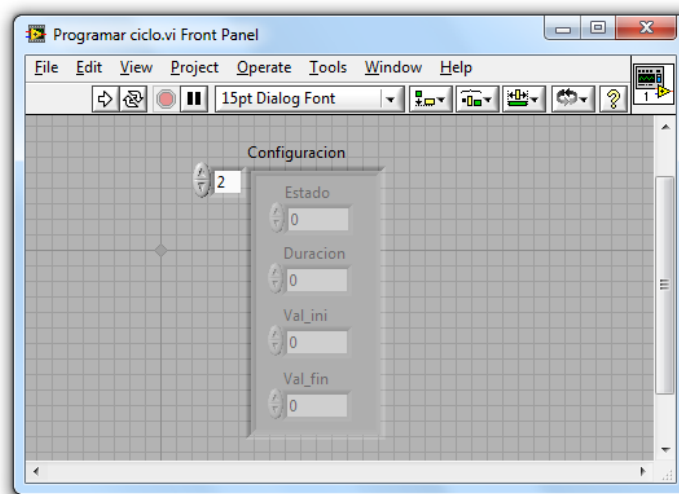 Programar ciclo.vi Front Panel
File Edit View Project Operate Tools Window Help
15pt Dialog Font
1
Configuracion
2
Estado
0
Duracion
0
Val_ini
0
Val_fin
0